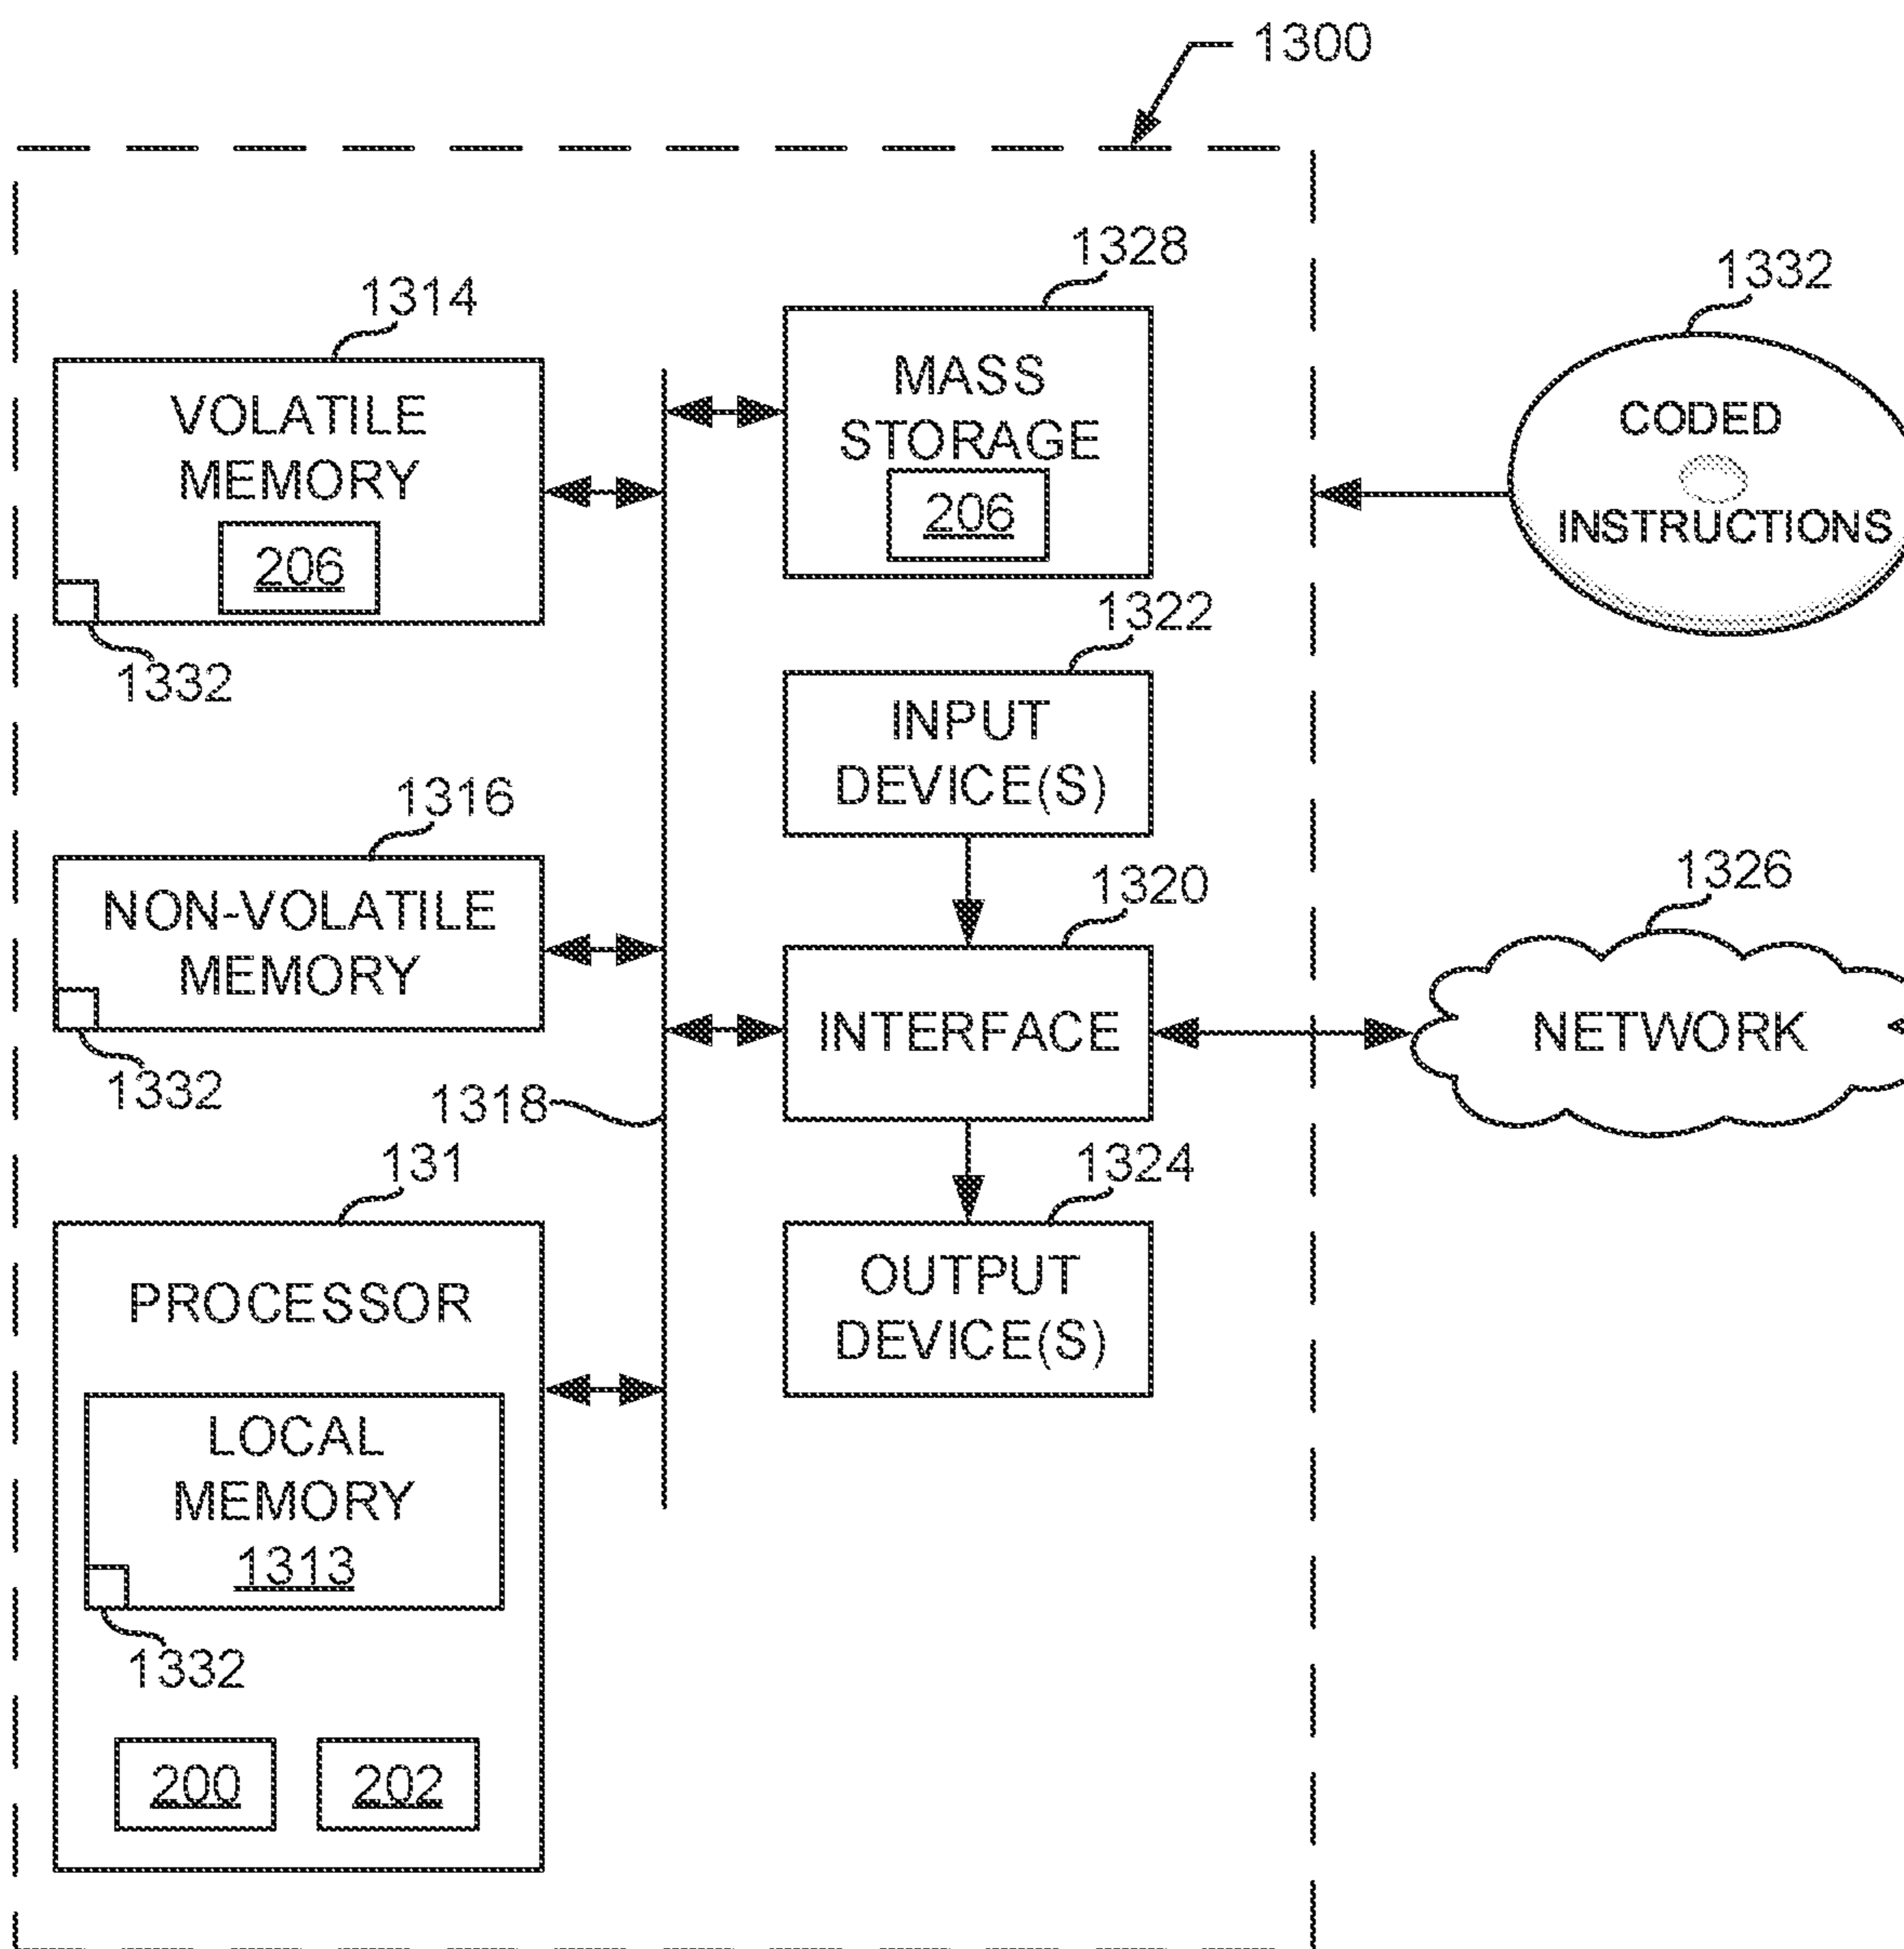 1300
1314
VOLATILE
MEMORY
206
1332
1328
MASS
STORAGE
206
1332
CODED
INSTRUCTIONS
1322
INPUT
DEVICE(S)
1316
NON-VOLATILE
MEMORY
1332
1320
INTERFACE
1326
NETWORK
1318
131
PROCESSOR
LOCAL
MEMORY
1313
1332
200
202
1324
OUTPUT
DEVICE(S)